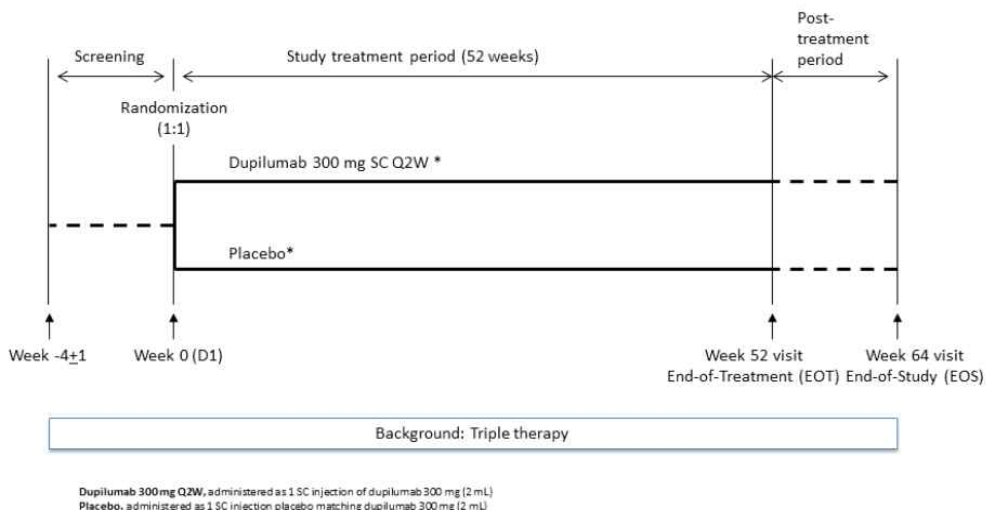 Post-
treatment
period
Screening
Study treatment period (52 weeks)
Randomization
(1:1)
Dupilumab 300 mg SC Q2W *
Placebo*
Week -4±1
Week 0 (D1)
Week 52 visit
End-of-Treatment (EOT)
Week 64 visit
End-of-Study (EOS)
Background: Triple therapy
Dupilumab 300 mg Q2W, administered as 1 SC injection of dupilumab 300 mg (2 mL)
Placebo, administered as 1 SC injection placebo matching dupilumab 300 mg (2 mL)